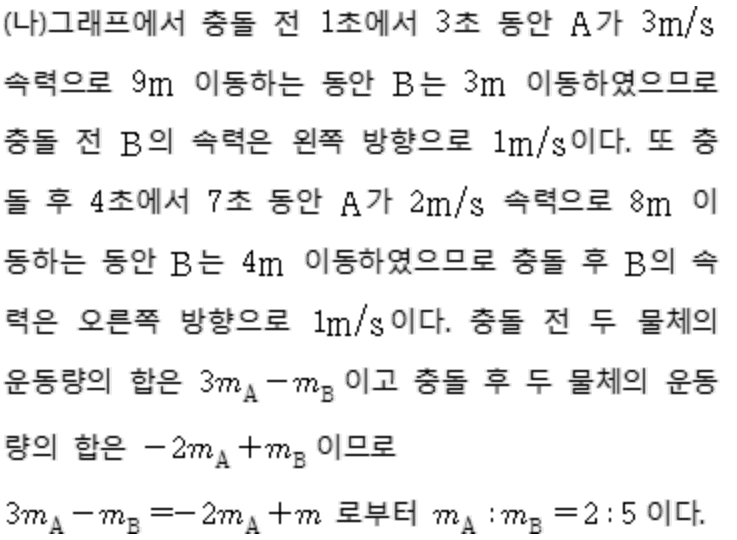 (나)그래프에서 충돌 전 1초에서 3초 동안 A가 3m/s
속력으로 9m 이동하는 동안 B는 3m 이동하였으므로
충돌 전 B의 속력은 왼쪽 방향으로 1m/s이다. 또 충
돌 후 4초에서 7초 동안 A가 2m/s 속력으로 8m 이
동하는 동안 B는 4m 이동하였으므로 충돌 후 B의 속
력은 오른쪽 방향으로 1m/s이다. 충돌 전 두 물체의
운동량의 합은 3m_A－m_B 이고 충돌 후 두 물체의 운동
량의 합은 －2m_A＋m_B 이므로
3m_A－m_B＝－2m_A＋m 로부터 m_A : m_B＝2 : 5 이다.